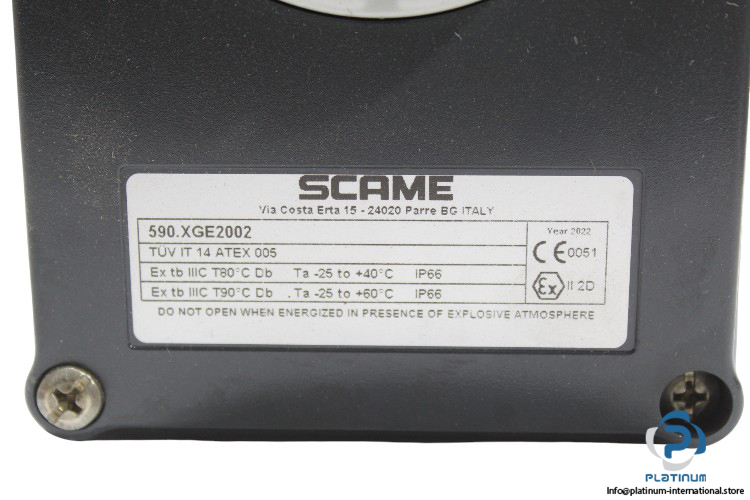 SCAME
Via Costa Erta 15 - 24020 Parre BG ITALY
590.XGE2002
Year 2022
TÜV IT 14 ATEX 005
CE 0051
Ex tb IIIC T80°C Db Ta -25 to +40°C IP66
Ex tb IIIC T90°C Db .Ta -25 to +60°C IP66
Ex II 2D
DO NOT OPEN WHEN ENERGIZED IN PRESENCE OF EXPLOSIVE ATMOSPHERE
PLATINUM
Info@platinum-international.store